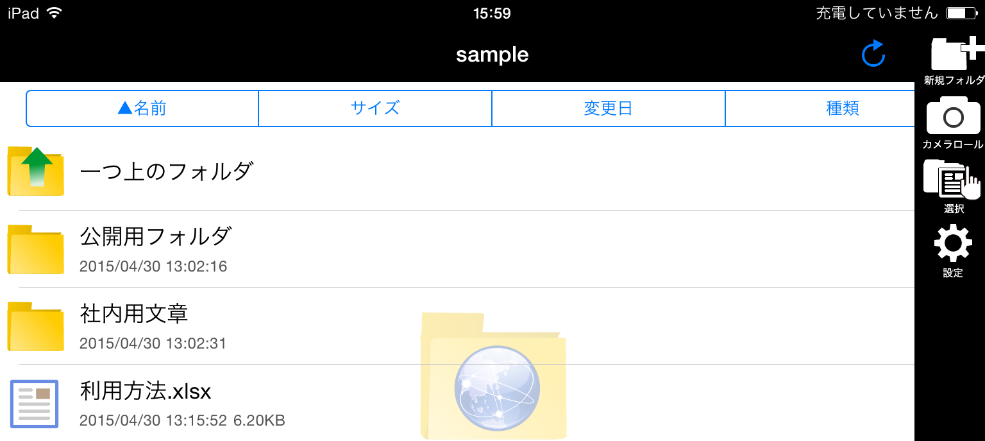 iPad 15:59 充電していません
sample
▲名前 サイズ 変更日 種類
一つ上のフォルダ
公開用フォルダ
2015/04/30 13:02:16
社内用文章
2015/04/30 13:02:31
利用方法.xlsx
2015/04/30 13:15:52 6.20KB
新規フォルダ
カメラロール
選択
設定